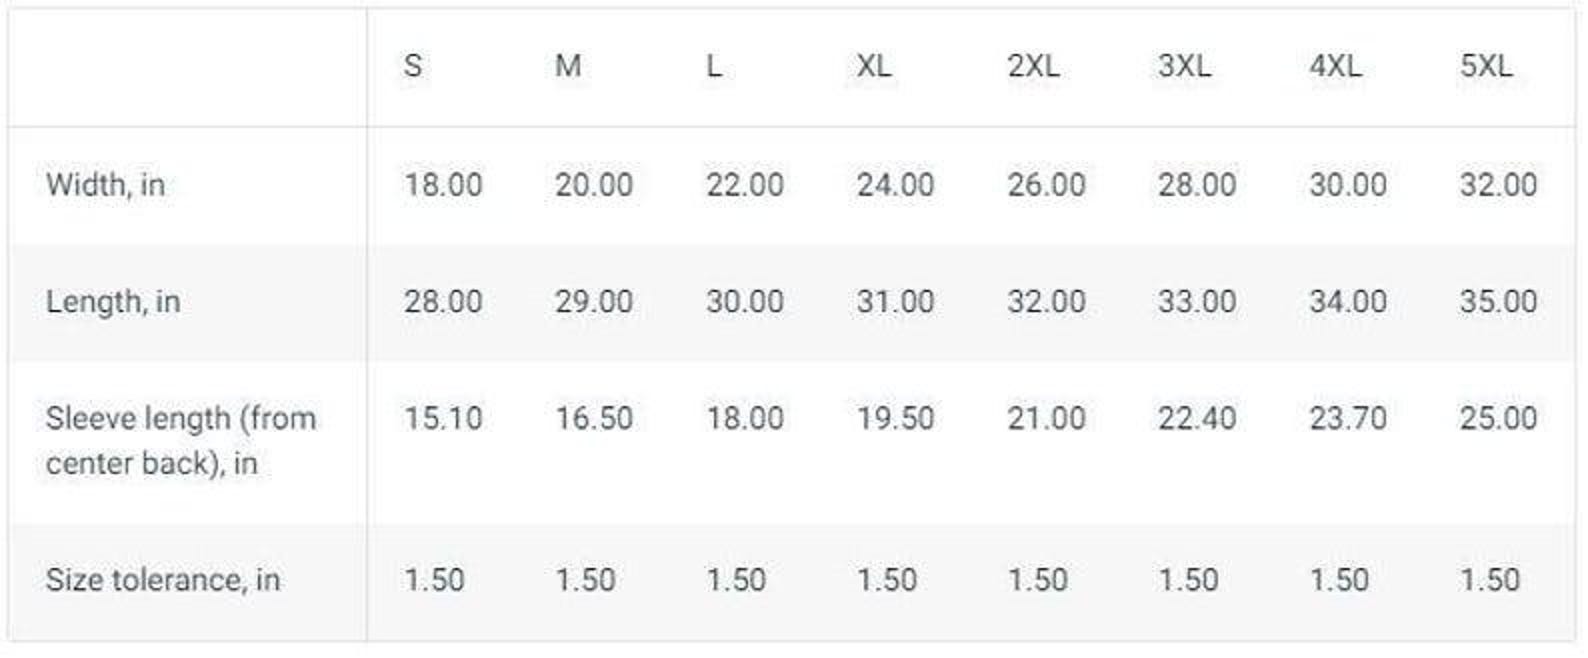 S M L XL 2XL 3XL 4XL 5XL
Width, in 18.00 20.00 22.00 24.00 26.00 28.00 30.00 32.00
Length, in 28.00 29.00 30.00 31.00 32.00 33.00 34.00 35.00
Sleeve length (from 15.10 16.50 18.00 19.50 21.00 22.40 23.70 25.00
center back), in
Size tolerance, in 1.50 1.50 1.50 1.50 1.50 1.50 1.50 1.50